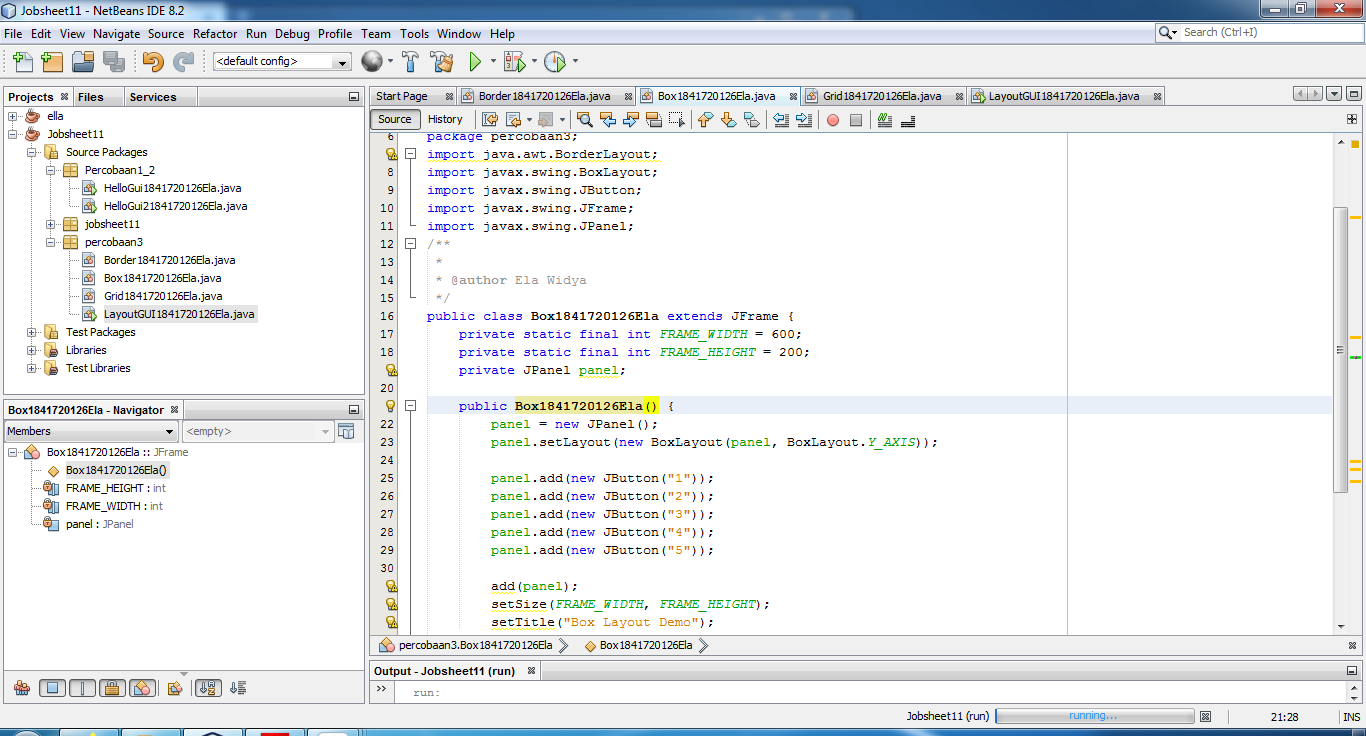 Jobsheet11 - NetBeans IDE 8.2
File Edit View Navigate Source Refactor Run Debug Profile Team Tools Window Help
Search (Ctrl+I)
<default config>
Projects Files Services
ella
Jobsheet11
Source Packages
Percobaan1_2
HelloGui1841720126Ela.java
HelloGui21841720126Ela.java
jobsheet11
percobaan3
Border1841720126Ela.java
Box1841720126Ela.java
Grid1841720126Ela.java
LayoutGUI1841720126Ela.java
Test Packages
Libraries
Test Libraries
Box1841720126Ela - Navigator
Members <empty>
Box1841720126Ela :: JFrame
Box1841720126Ela()
FRAME_HEIGHT : int
FRAME_WIDTH : int
panel : JPanel
Start Page Border1841720126Ela.java Box1841720126Ela.java Grid1841720126Ela.java LayoutGUI1841720126Ela.java
Source History
6 package percobaan3;
import java.awt.BorderLayout;
8 import javax.swing.BoxLayout;
9 import javax.swing.JButton;
10 import javax.swing.JFrame;
11 import javax.swing.JPanel;
12 /**
13 *
14 * @author Ela Widya
15 */
16 public class Box1841720126Ela extends JFrame {
17 private static final int FRAME_WIDTH = 600;
18 private static final int FRAME_HEIGHT = 200;
private JPanel panel;
20
public Box1841720126Ela() {
22 panel = new JPanel();
23 panel.setLayout(new BoxLayout(panel, BoxLayout.Y_AXIS));
24
25 panel.add(new JButton("1"));
26 panel.add(new JButton("2"));
27 panel.add(new JButton("3"));
28 panel.add(new JButton("4"));
29 panel.add(new JButton("5"));
30
add(panel);
setSize(FRAME_WIDTH, FRAME_HEIGHT);
setTitle("Box Layout Demo");
percobaan3.Box1841720126Ela Box1841720126Ela
Output - Jobsheet11 (run)
run:
Jobsheet11 (run) running... 21:28 INS